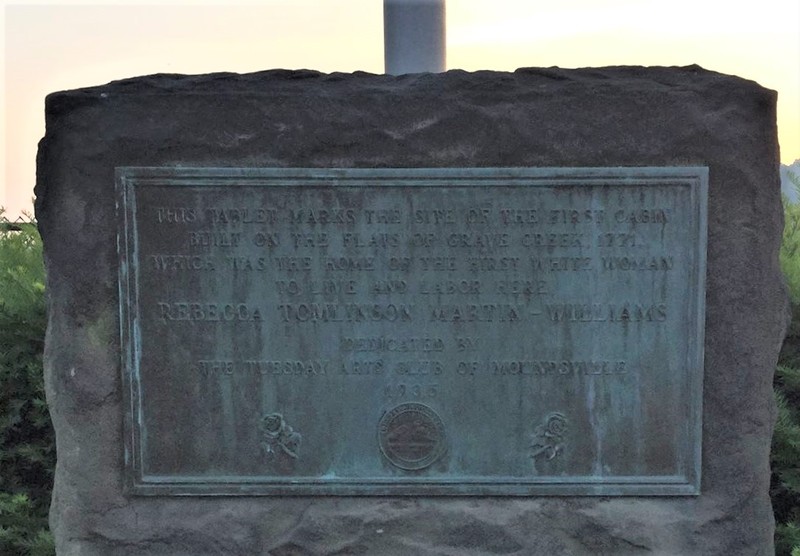 THIS TABLET MARKS THE SITE OF THE FIRST CABIN
BUILT ON THE FLATS OF GRAVE CREEK, 1771,
WHICH WAS THE HOME OF THE FIRST WHITE WOMAN
TO LIVE AND LABOR HERE
REBECCA TOMLINSON MARTIN-WILLIAMS
DEDICATED BY
THE TUESDAY ARTS CLUB OF MOUNDSVILLE
1935